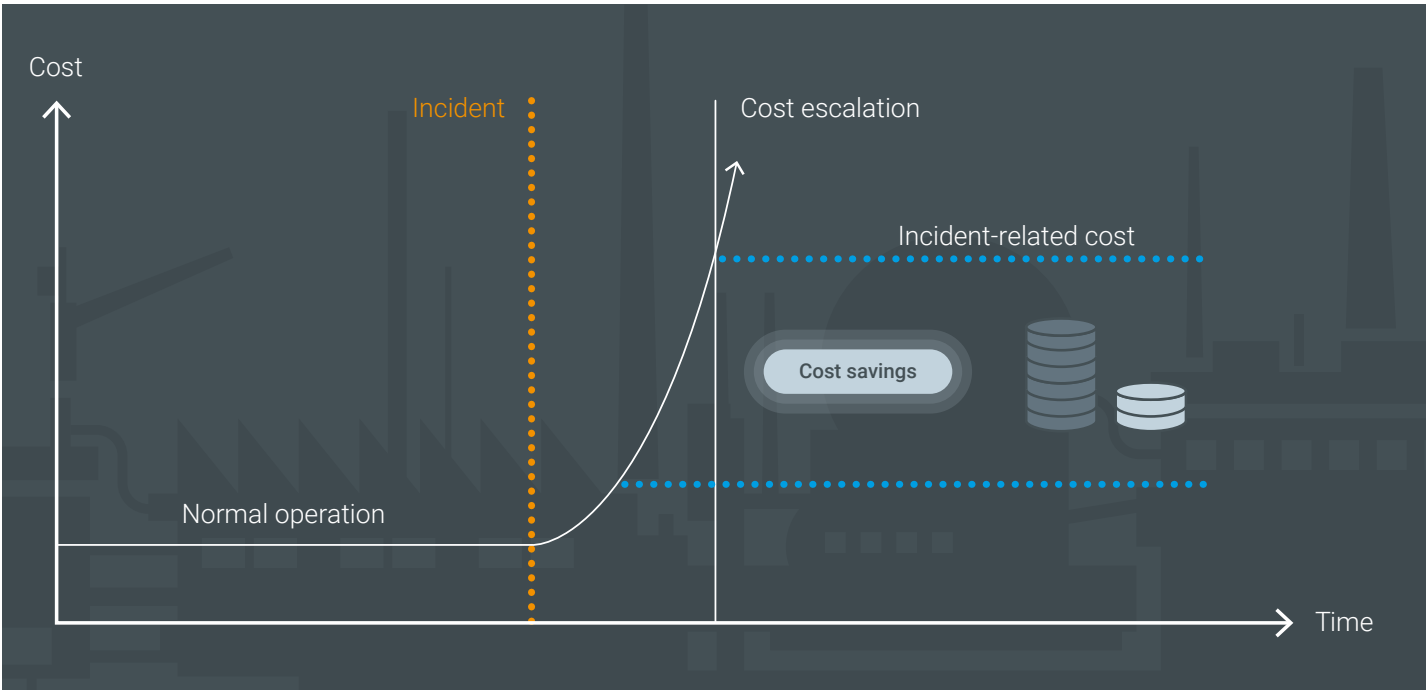 Cost
Incident
Cost escalation
Incident-related cost
Cost savings
Normal operation
Time